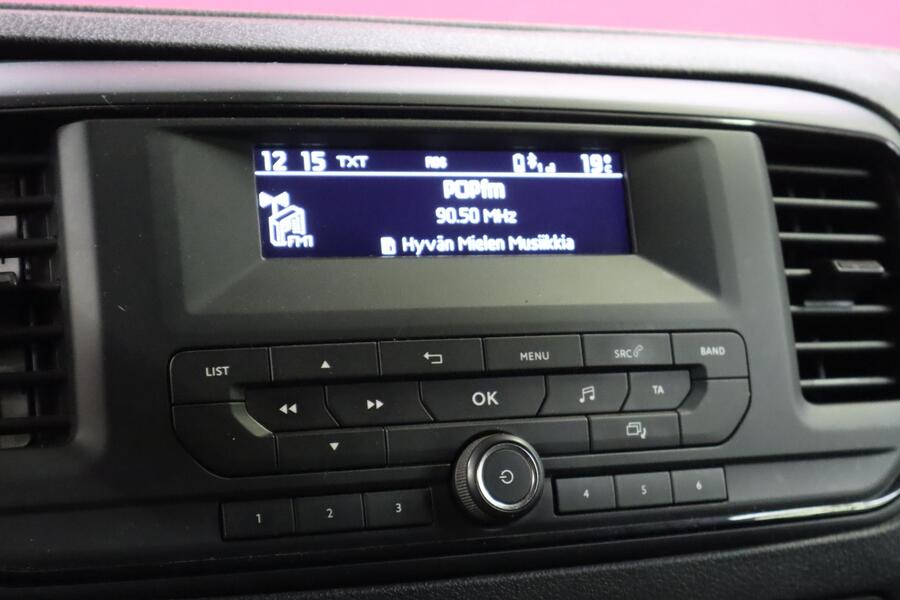 12 15 TXT RDS 19°C
POPfm
90.50 MHz
FM1
Hyvän Mielen Musiikkia
LIST MENU SRC BAND
OK TA
1 2 3 4 5 6